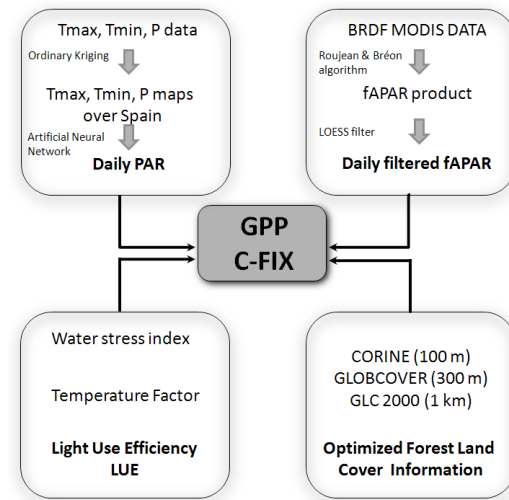 Tmax, Tmin, P data
Ordinary Kriging
Tmax, Tmin, P maps
over Spain
Artificial Neural
Network
Daily PAR
BRDF MODIS DATA
Roujean & Bréon
algorithm
fAPAR product
LOESS filter
Daily filtered fAPAR
GPP
C-FIX
Water stress index
Temperature Factor
Light Use Efficiency
LUE
CORINE (100 m)
GLOBCOVER (300 m)
GLC 2000 (1 km)
Optimized Forest Land
Cover Information